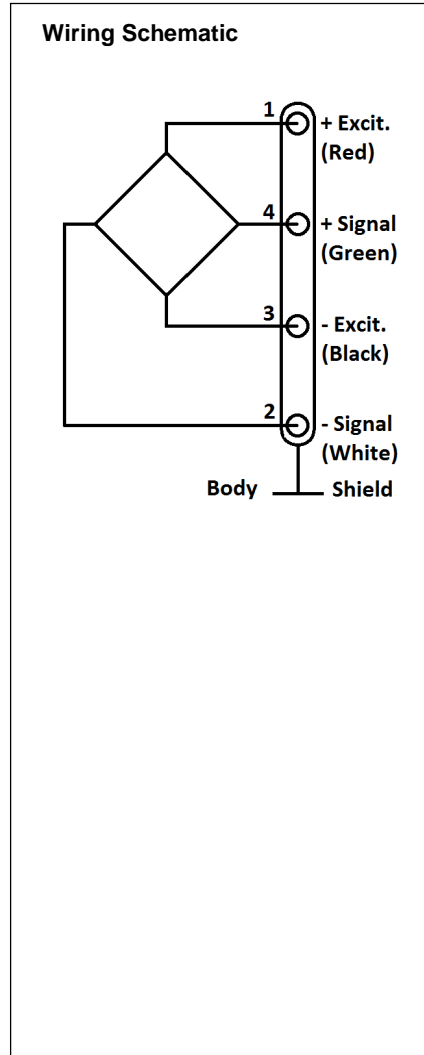 Wiring Schematic
1
+ Excit.
(Red)
4
+ Signal
(Green)
3
- Excit.
(Black)
2
- Signal
(White)
Body
Shield